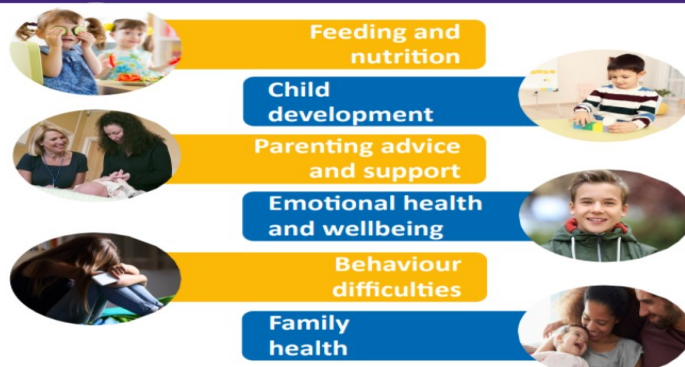 Feeding and
nutrition
Child
development
Parenting advice
and support
Emotional health
and wellbeing
Behaviour
difficulties
Family
health